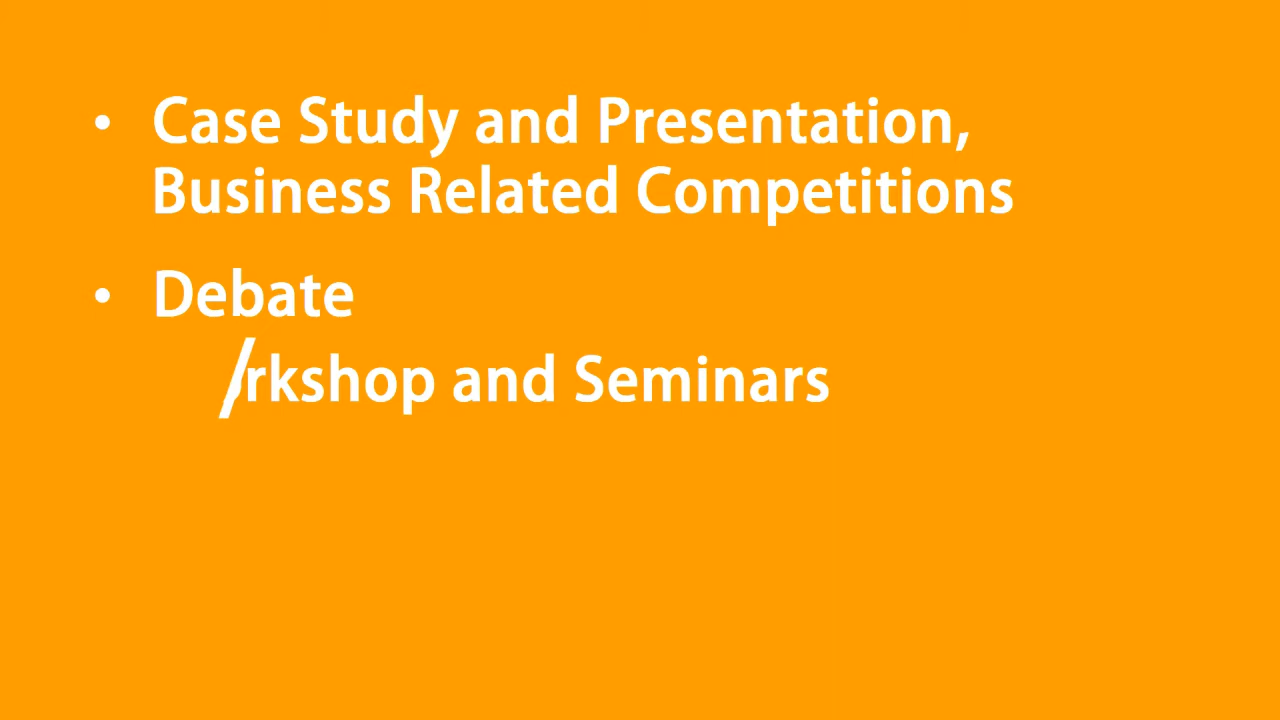 • Case Study and Presentation,
Business Related Competitions
• Debate
rkshop and Seminars